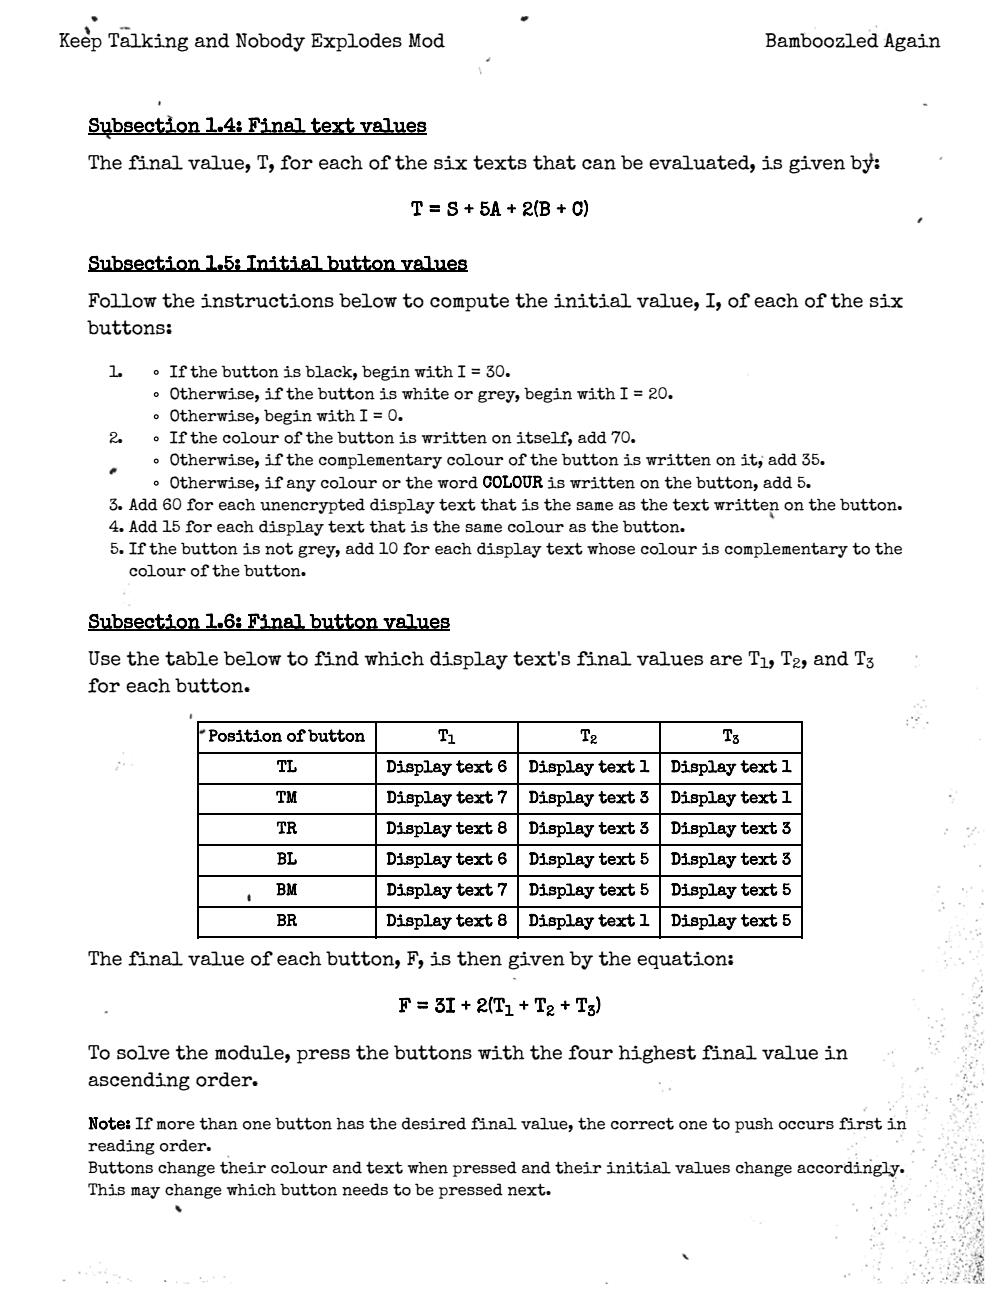 Keep Talking and Nobody Explodes Mod Bamboozled Again
Subsection 1.4: Final text values
The final value, T, for each of the six texts that can be evaluated, is given by:
T = S + 5A + 2(B + C)
Subsection 1.5: Initial button values
Follow the instructions below to compute the initial value, I, of each of the six
buttons:
1. ◦ If the button is black, begin with I = 30.
◦ Otherwise, if the button is white or grey, begin with I = 20.
◦ Otherwise, begin with I = 0.
2. ◦ If the colour of the button is written on itself, add 70.
◦ Otherwise, if the complementary colour of the button is written on it, add 35.
◦ Otherwise, if any colour or the word COLOUR is written on the button, add 5.
3. Add 60 for each unencrypted display text that is the same as the text written on the button.
4. Add 15 for each display text that is the same colour as the button.
5. If the button is not grey, add 10 for each display text whose colour is complementary to the
colour of the button.
Subsection 1.6: Final button values
Use the table below to find which display text's final values are T1, T2, and T3
for each button.
Position of button T1 T2 T3
TL Display text 6 Display text 1 Display text 1
TM Display text 7 Display text 3 Display text 1
TR Display text 8 Display text 3 Display text 3
BL Display text 6 Display text 5 Display text 3
BM Display text 7 Display text 5 Display text 5
BR Display text 8 Display text 1 Display text 5
The final value of each button, F, is then given by the equation:
F = 3I + 2(T1 + T2 + T3)
To solve the module, press the buttons with the four highest final value in
ascending order.
Note: If more than one button has the desired final value, the correct one to push occurs first in
reading order.
Buttons change their colour and text when pressed and their initial values change accordingly.
This may change which button needs to be pressed next.